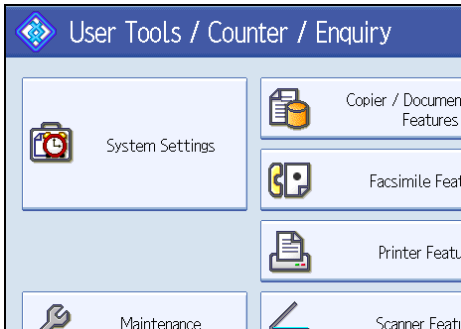 User Tools / Counter / Enquiry
System Settings
Copier / Documen
Features
Facsimile Feat
Printer Featu
Maintenance
Scanner Featu